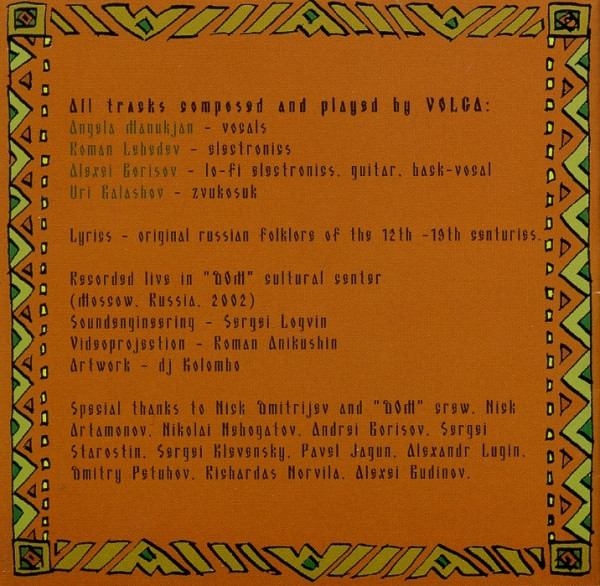 All tracks composed and played by VOLGA:
Angela Manukjan - vocals
Roman Lebedev - electronics
Alexei Borisov - lo-fi electronics, guitar, back-vocal
Uri Balashov - zvukosuk
Lyrics - original russian folklore of the 12th -19th centuries.
Recorded live in "DOM" cultural center
(Moscow, Russia, 2002)
Soundengineering - Sergei Logvin
Videoprojection - Roman Anikushin
Artwork - dj Kolombo
Special thanks to Nick Dmitrijev and "DOM" crew, Nick
Artamonov, Nikolai Nebogatov, Andrei Borisov, Sergei
Starostin, Sergei Klevensky, Pavel Jagun, Alexandr Lugin,
Dmitry Petuhov, Richardas Norvila, Alexei Budinov.